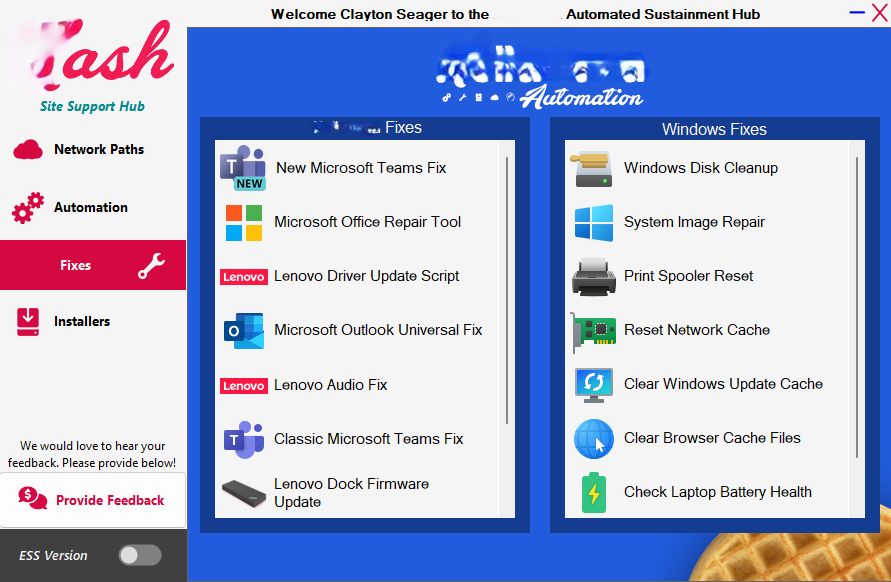 Welcome Clayton Seager to the Automated Sustainment Hub
ash
Site Support Hub
Network Paths
Automation
Fixes
Installers
We would love to hear your
feedback. Please provide below!
Provide Feedback
ESS Version
Automation
Fixes
NEW
New Microsoft Teams Fix
Microsoft Office Repair Tool
Lenovo
Lenovo Driver Update Script
Microsoft Outlook Universal Fix
Lenovo
Lenovo Audio Fix
Classic Microsoft Teams Fix
Lenovo Dock Firmware
Update
Windows Fixes
Windows Disk Cleanup
System Image Repair
Print Spooler Reset
Reset Network Cache
Clear Windows Update Cache
Clear Browser Cache Files
Check Laptop Battery Health